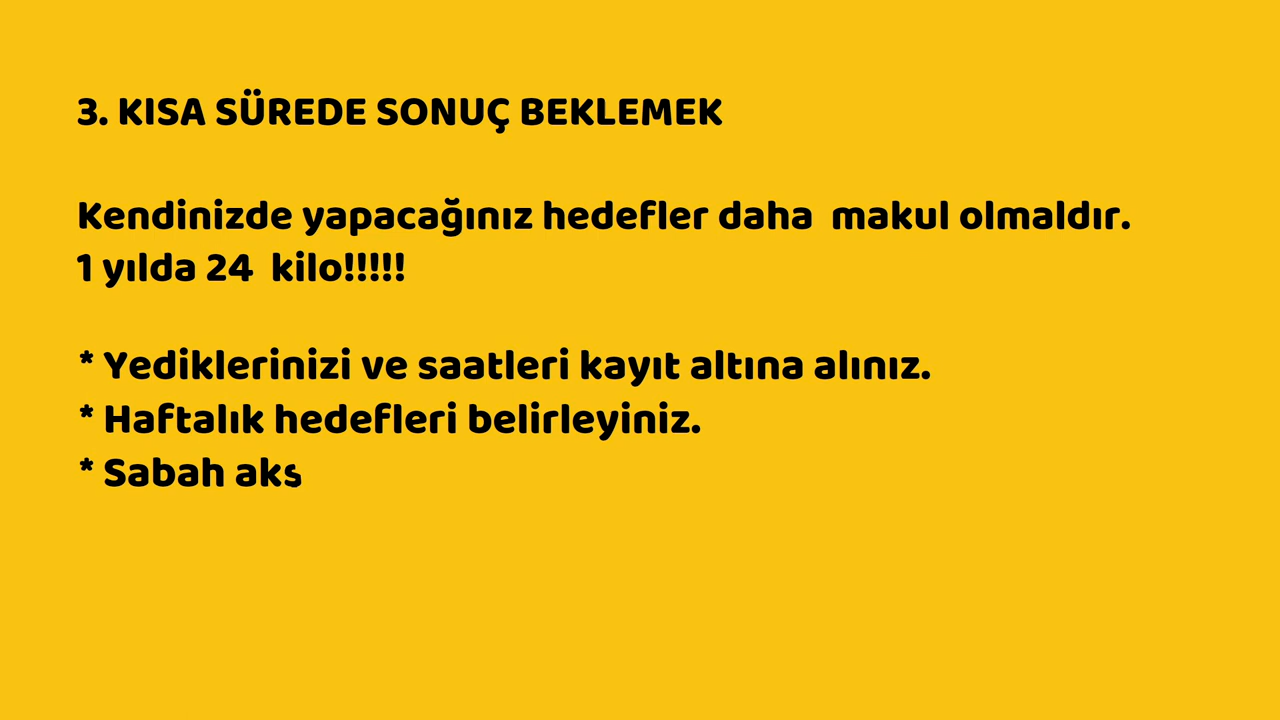 3. KISA SÜREDE SONUÇ BEKLEMEK
Kendinizde yapacağınız hedefler daha makul olmaldır.
1 yılda 24 kilo!!!!!
* Yediklerinizi ve saatleri kayıt altına alınız.
* Haftalık hedefleri belirleyiniz.
* Sabah aks